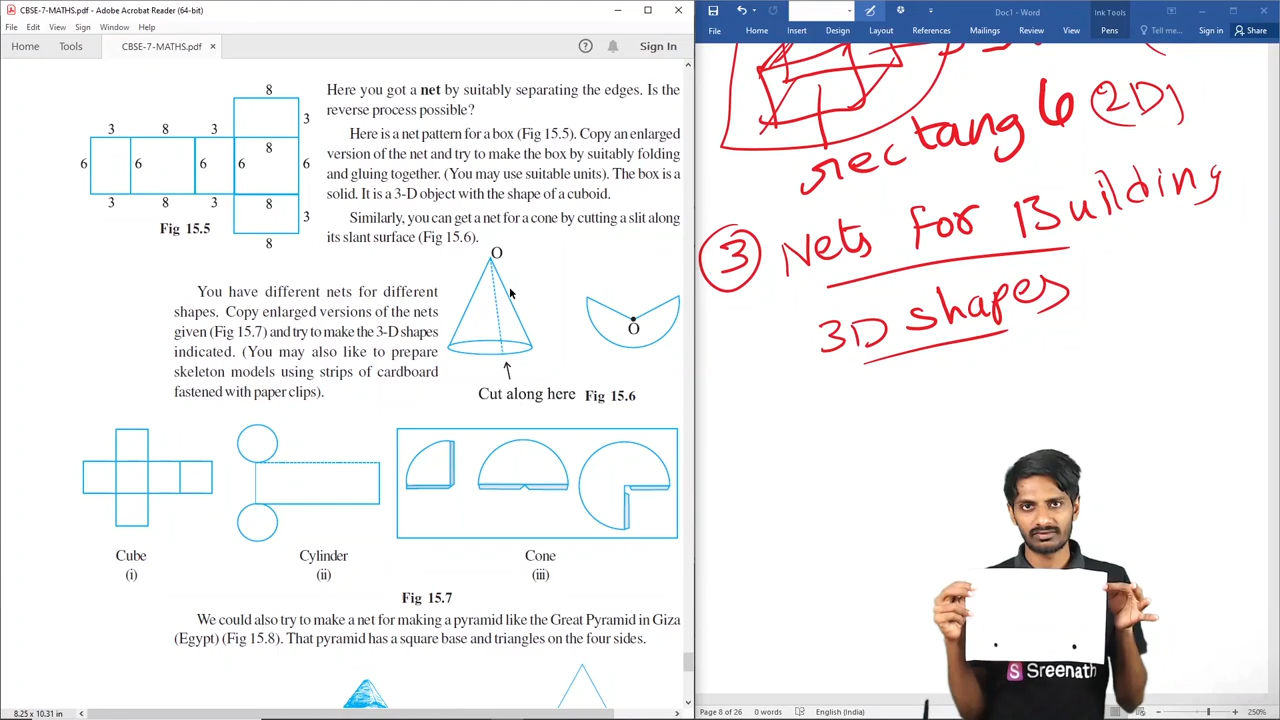 CBSE-7-MATHS.pdf - Adobe Acrobat Reader (64-bit)
File Edit View Sign Window Help
Home Tools CBSE-7-MATHS.pdf × Sign In
8
3
3 8 3 8
6 6 6 6 6
3 8 3 8
3
Fig 15.5
8
Here you got a net by suitably separating the edges. Is the
reverse process possible?
Here is a net pattern for a box (Fig 15.5). Copy an enlarged
version of the net and try to make the box by suitably folding
and gluing together. (You may use suitable units). The box is a
solid. It is a 3-D object with the shape of a cuboid.
Similarly, you can get a net for a cone by cutting a slit along
its slant surface (Fig 15.6).
You have different nets for different
shapes. Copy enlarged versions of the nets
given (Fig 15.7) and try to make the 3-D shapes
indicated. (You may also like to prepare
skeleton models using strips of cardboard
fastened with paper clips).
O
O
Cut along here Fig 15.6
Cube
(i)
Cylinder
(ii)
Cone
(iii)
Fig 15.7
We could also try to make a net for making a pyramid like the Great Pyramid in Giza
(Egypt) (Fig 15.8). That pyramid has a square base and triangles on the four sides.
8.25 x 10.31 in
Doc1 - Word Ink Tools
File Home Insert Design Layout References Mailings Review View Pens Tell me... Sign in Share
(2D)
3 Nets for Building
3D shapes
S Sreenath
Page 8 of 26 0 words English (India) 250%